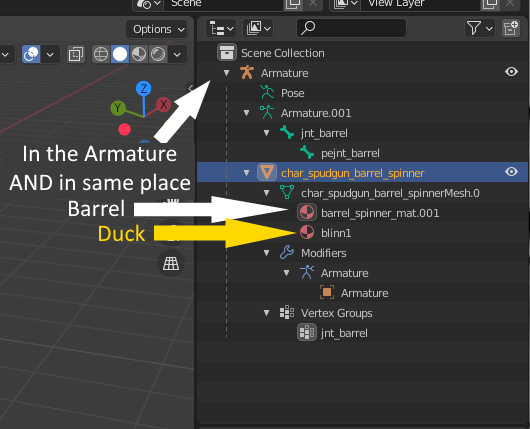 Scene
View Layer
Options
Scene Collection
Armature
Pose
Armature.001
jnt_barrel
pejnt_barrel
char_spudgun_barrel_spinner
char_spudgun_barrel_spinnerMesh.0
barrel_spinner_mat.001
blinn1
Modifiers
Armature
Armature
Vertex Groups
jnt_barrel
Z
Y
X
In the Armature
AND in same place
Barrel
Duck